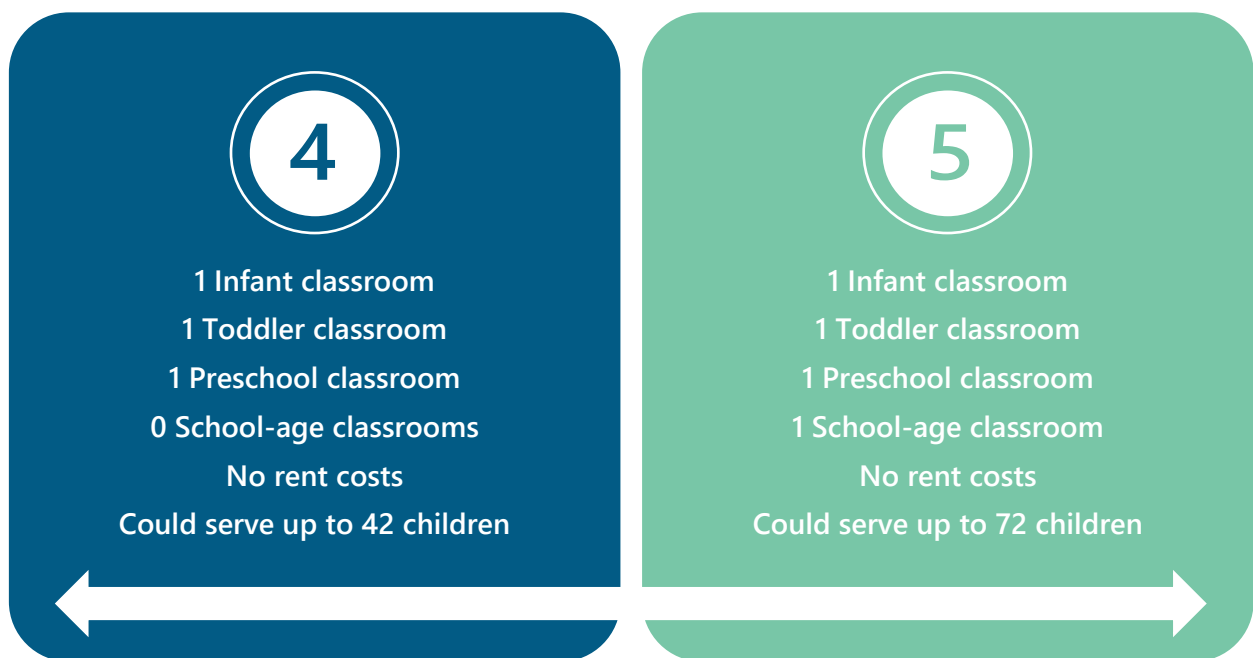 4
1 Infant classroom
1 Toddler classroom
1 Preschool classroom
0 School-age classrooms
No rent costs
Could serve up to 42 children
5
1 Infant classroom
1 Toddler classroom
1 Preschool classroom
1 School-age classroom
No rent costs
Could serve up to 72 children